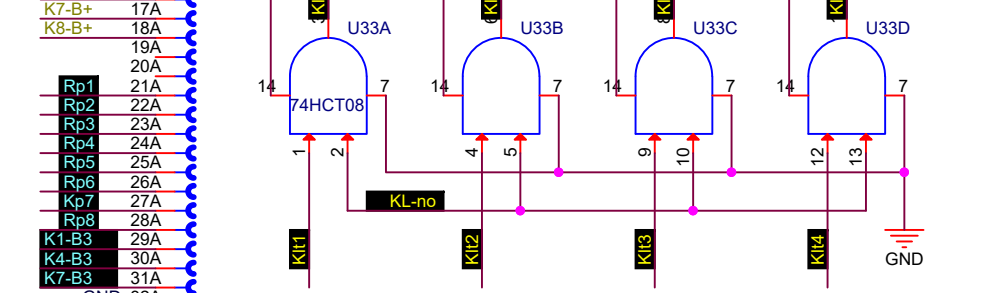 K7-B+ 17A
K8-B+ 18A
19A
20A
Rp1 21A
Rp2 22A
Rp3 23A
Rp4 24A
Rp5 25A
Rp6 26A
Kp7 27A
Rp8 28A
K1-B3 29A
K4-B3 30A
K7-B3 31A
U33A
U33B
U33C
U33D
14 7 14 7 14 7 14 7
74HCT08
1 2 4 5 9 10 12 13
KL-no
Klt1
Klt2
Klt3
Klt4
GND